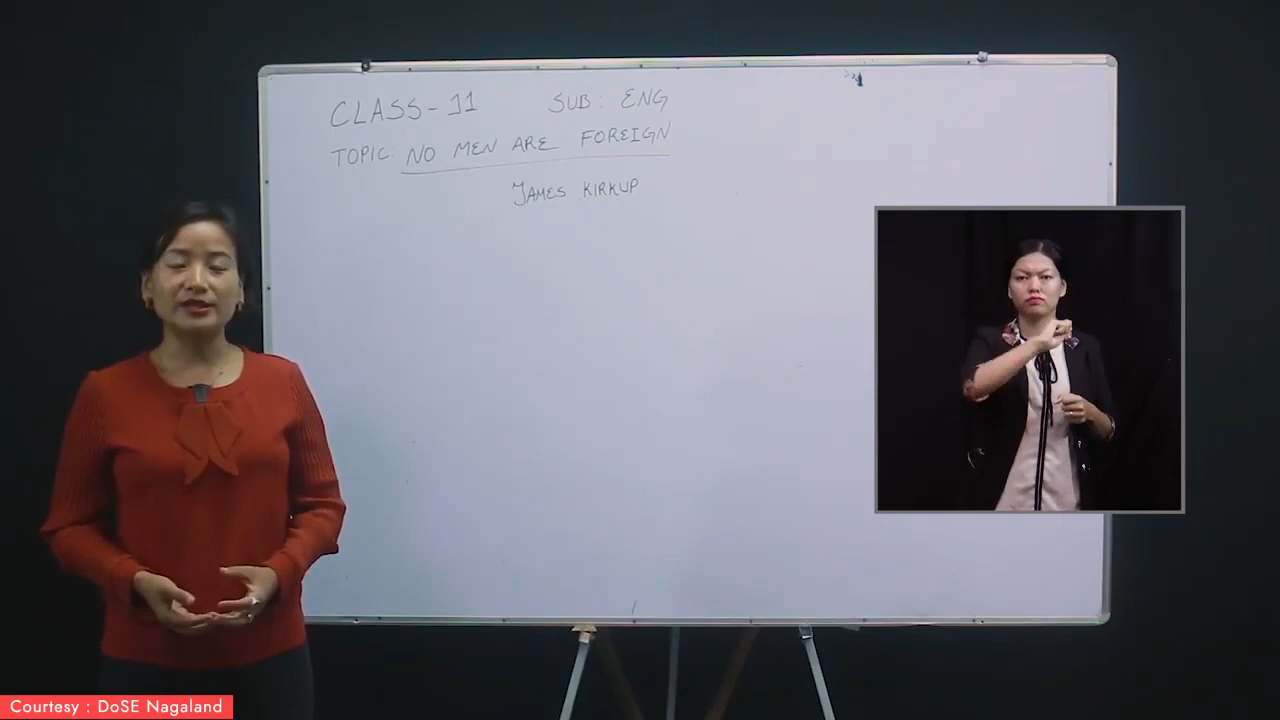 CLASS-11 SUB: ENG
TOPIC: NO MEN ARE FOREIGN
JAMES KIRKUP
Courtesy : DoSE Nagaland